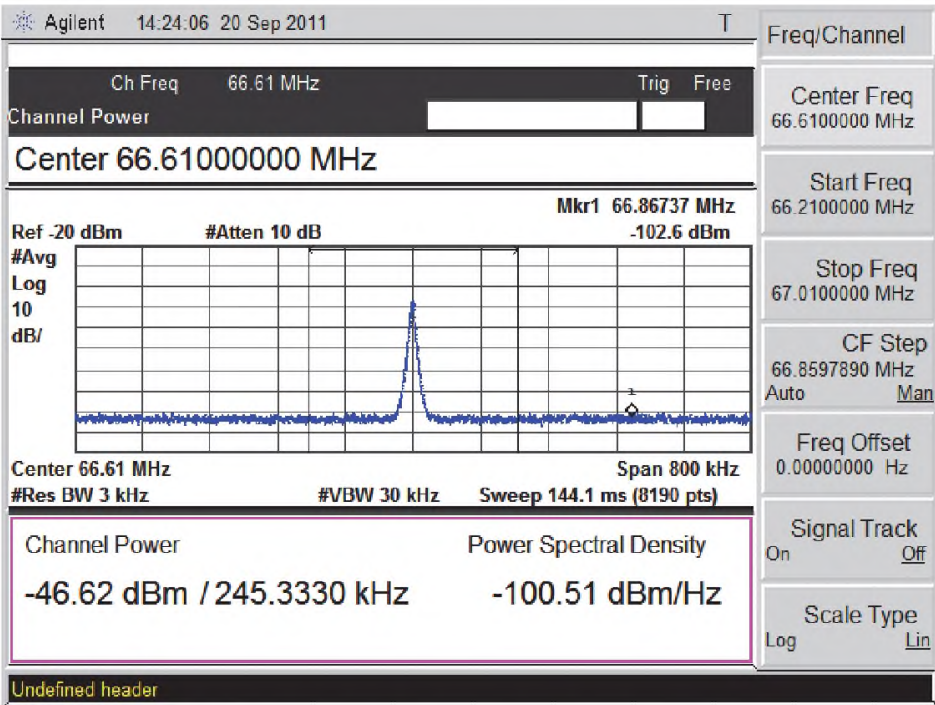 Agilent 14:24:06 20 Sep 2011 T
Freq/Channel
Ch Freq 66.61 MHz Trig Free
Channel Power
Center 66.61000000 MHz
Mkr1 66.86737 MHz
Ref -20 dBm #Atten 10 dB -102.6 dBm
#Avg
Log
10
dB/
1
Center 66.61 MHz Span 800 kHz
#Res BW 3 kHz #VBW 30 kHz Sweep 144.1 ms (8190 pts)
Channel Power Power Spectral Density
-46.62 dBm / 245.3330 kHz -100.51 dBm/Hz
Undefined header
Center Freq
66.6100000 MHz
Start Freq
66.2100000 MHz
Stop Freq
67.0100000 MHz
CF Step
66.8597890 MHz
Auto Man
Freq Offset
0.00000000 Hz
Signal Track
On Off
Scale Type
Log Lin